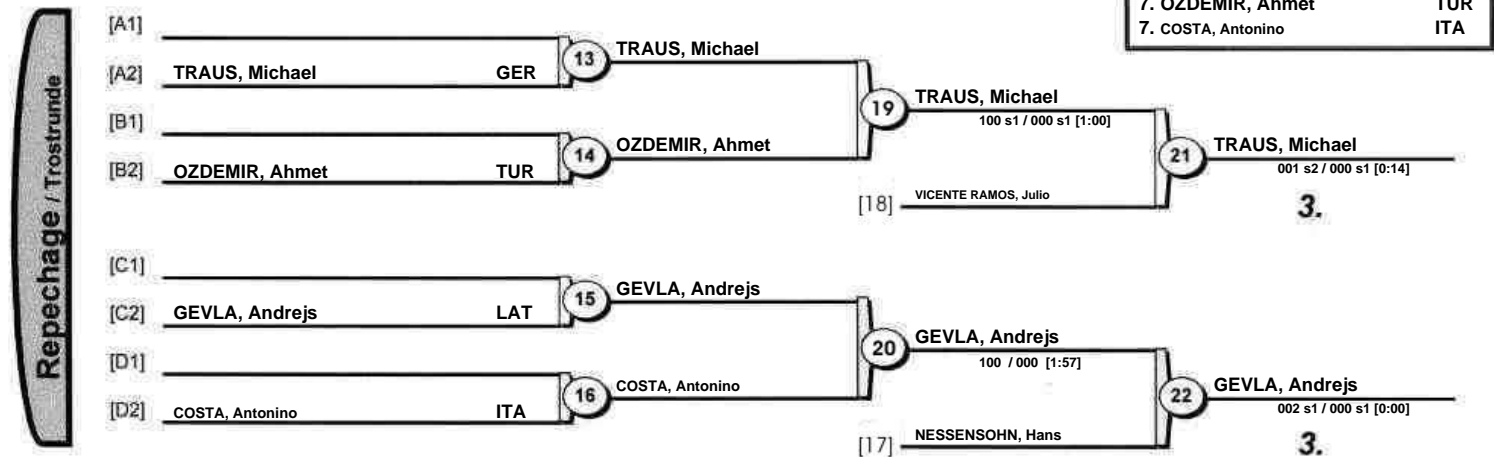 7. OZDEMIR, Ahmet TUR
7. COSTA, Antonino ITA
Repechage / Trostrunde
[A1]
[A2] TRAUS, Michael GER
13 TRAUS, Michael
[B1]
[B2] OZDEMIR, Ahmet TUR
14 OZDEMIR, Ahmet
19 TRAUS, Michael
100 s1 / 000 s1 [1:00]
[18] VICENTE RAMOS, Julio
21 TRAUS, Michael
001 s2 / 000 s1 [0:14]
3.
[C1]
[C2] GEVLA, Andrejs LAT
15 GEVLA, Andrejs
[D1]
[D2] COSTA, Antonino ITA
16 COSTA, Antonino
20 GEVLA, Andrejs
100 / 000 [1:57]
[17] NESSENSOHN, Hans
22 GEVLA, Andrejs
002 s1 / 000 s1 [0:00]
3.